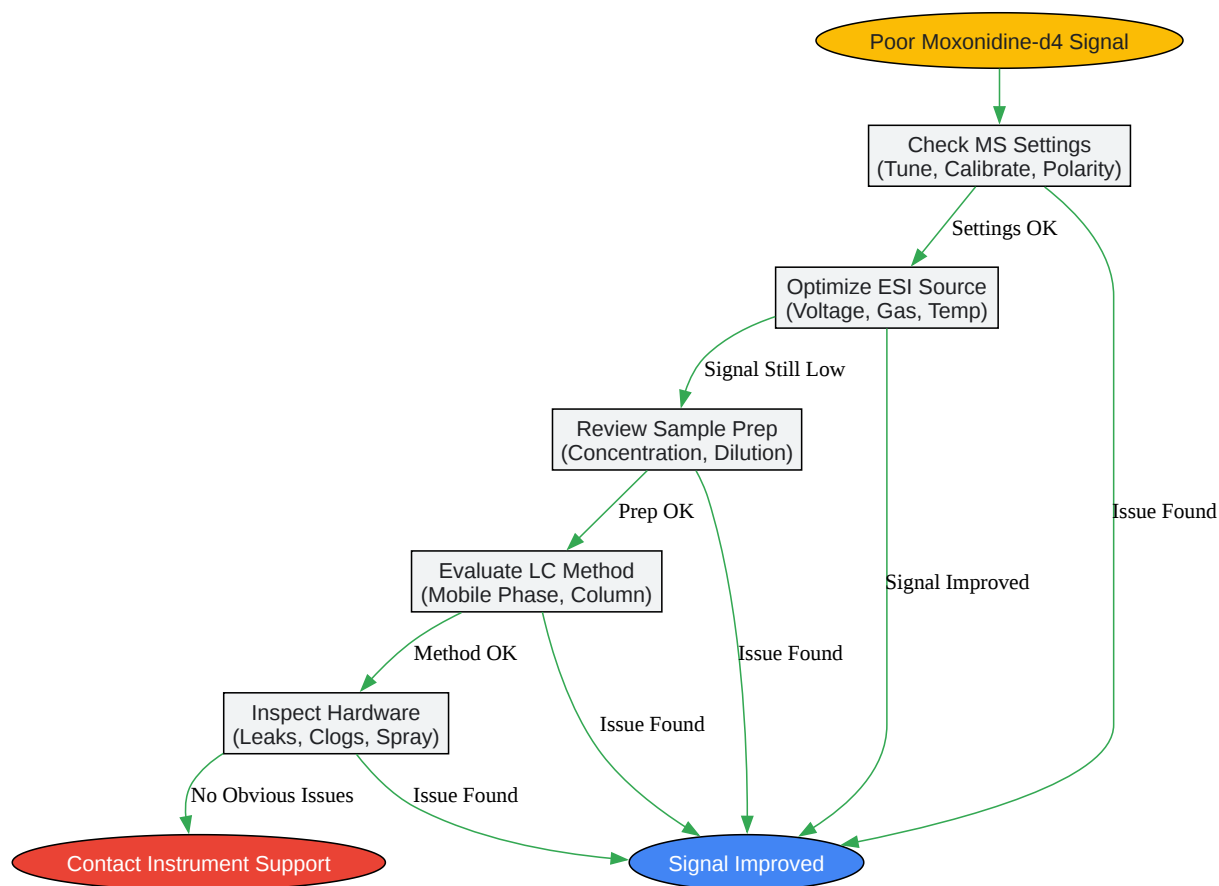 Poor Moxonidine-d4 Signal
Check MS Settings
(Tune, Calibrate, Polarity)
Settings OK
Optimize ESI Source
(Voltage, Gas, Temp)
Signal Still Low
Review Sample Prep
(Concentration, Dilution)
Prep OK
Issue Found
Evaluate LC Method
(Mobile Phase, Column)
Signal Improved
Method OK
Issue Found
Inspect Hardware
(Leaks, Clogs, Spray)
Issue Found
No Obvious Issues
Issue Found
Contact Instrument Support
Signal Improved